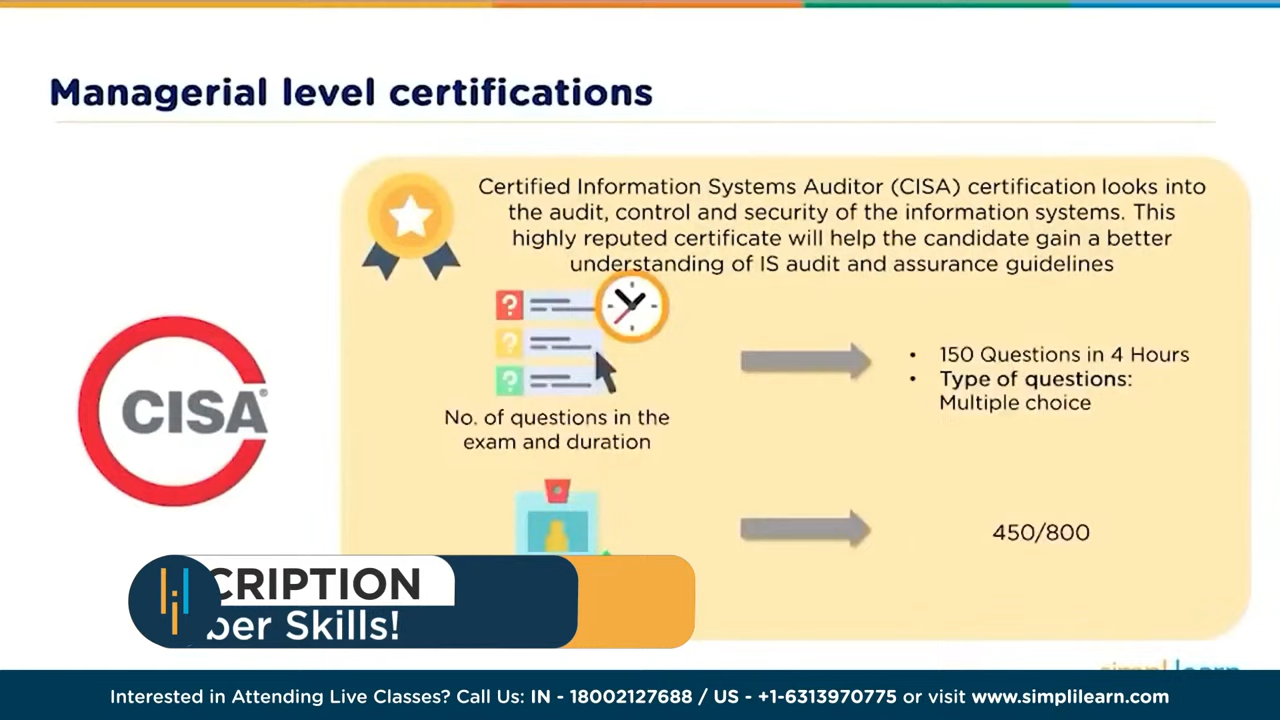 Managerial level certifications
Certified Information Systems Auditor (CISA) certification looks into
the audit, control and security of the information systems. This
highly reputed certificate will help the candidate gain a better
understanding of IS audit and assurance guidelines
? 
?
?
CISA®
No. of questions in the
exam and duration
• 150 Questions in 4 Hours
• Type of questions:
Multiple choice
450/800
CRIPTION
ber Skills!
simplilearn
Interested in Attending Live Classes? Call Us: IN - 18002127688 / US - +1-6313970775 or visit www.simplilearn.com